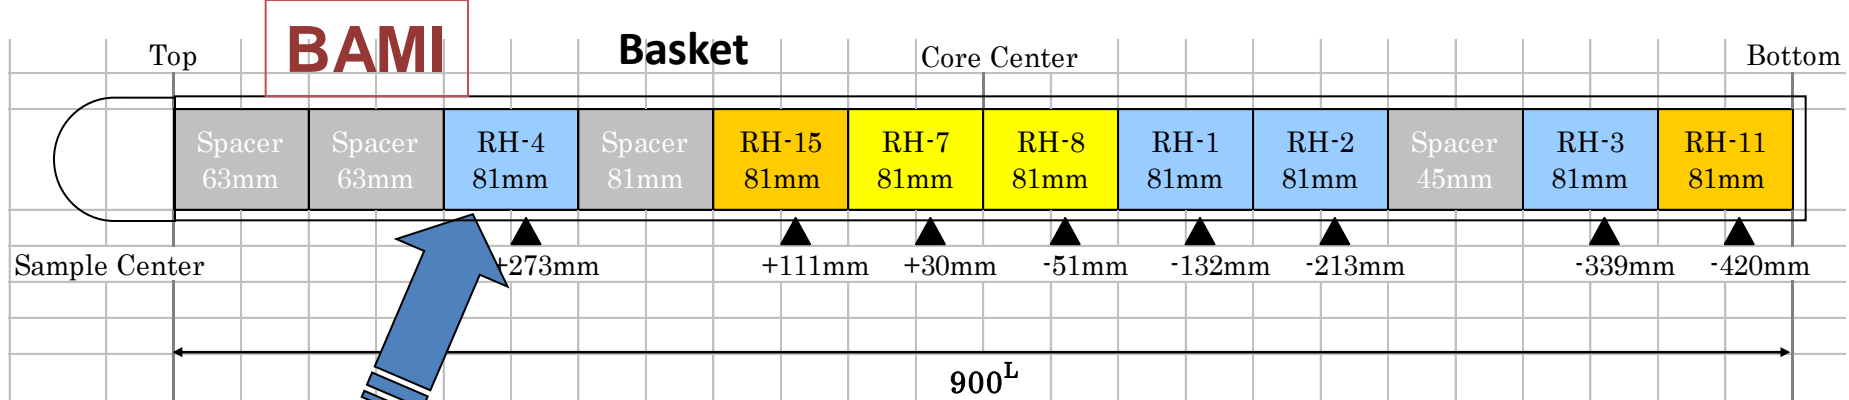 BAMI
Basket
Top
Core Center
Bottom
Spacer
63mm
Spacer
63mm
RH-4
81mm
Spacer
81mm
RH-15
81mm
RH-7
81mm
RH-8
81mm
RH-1
81mm
RH-2
81mm
Spacer
45mm
RH-3
81mm
RH-11
81mm
Sample Center
+273mm
+111mm
+30mm
-51mm
-132mm
-213mm
-339mm
-420mm
900L